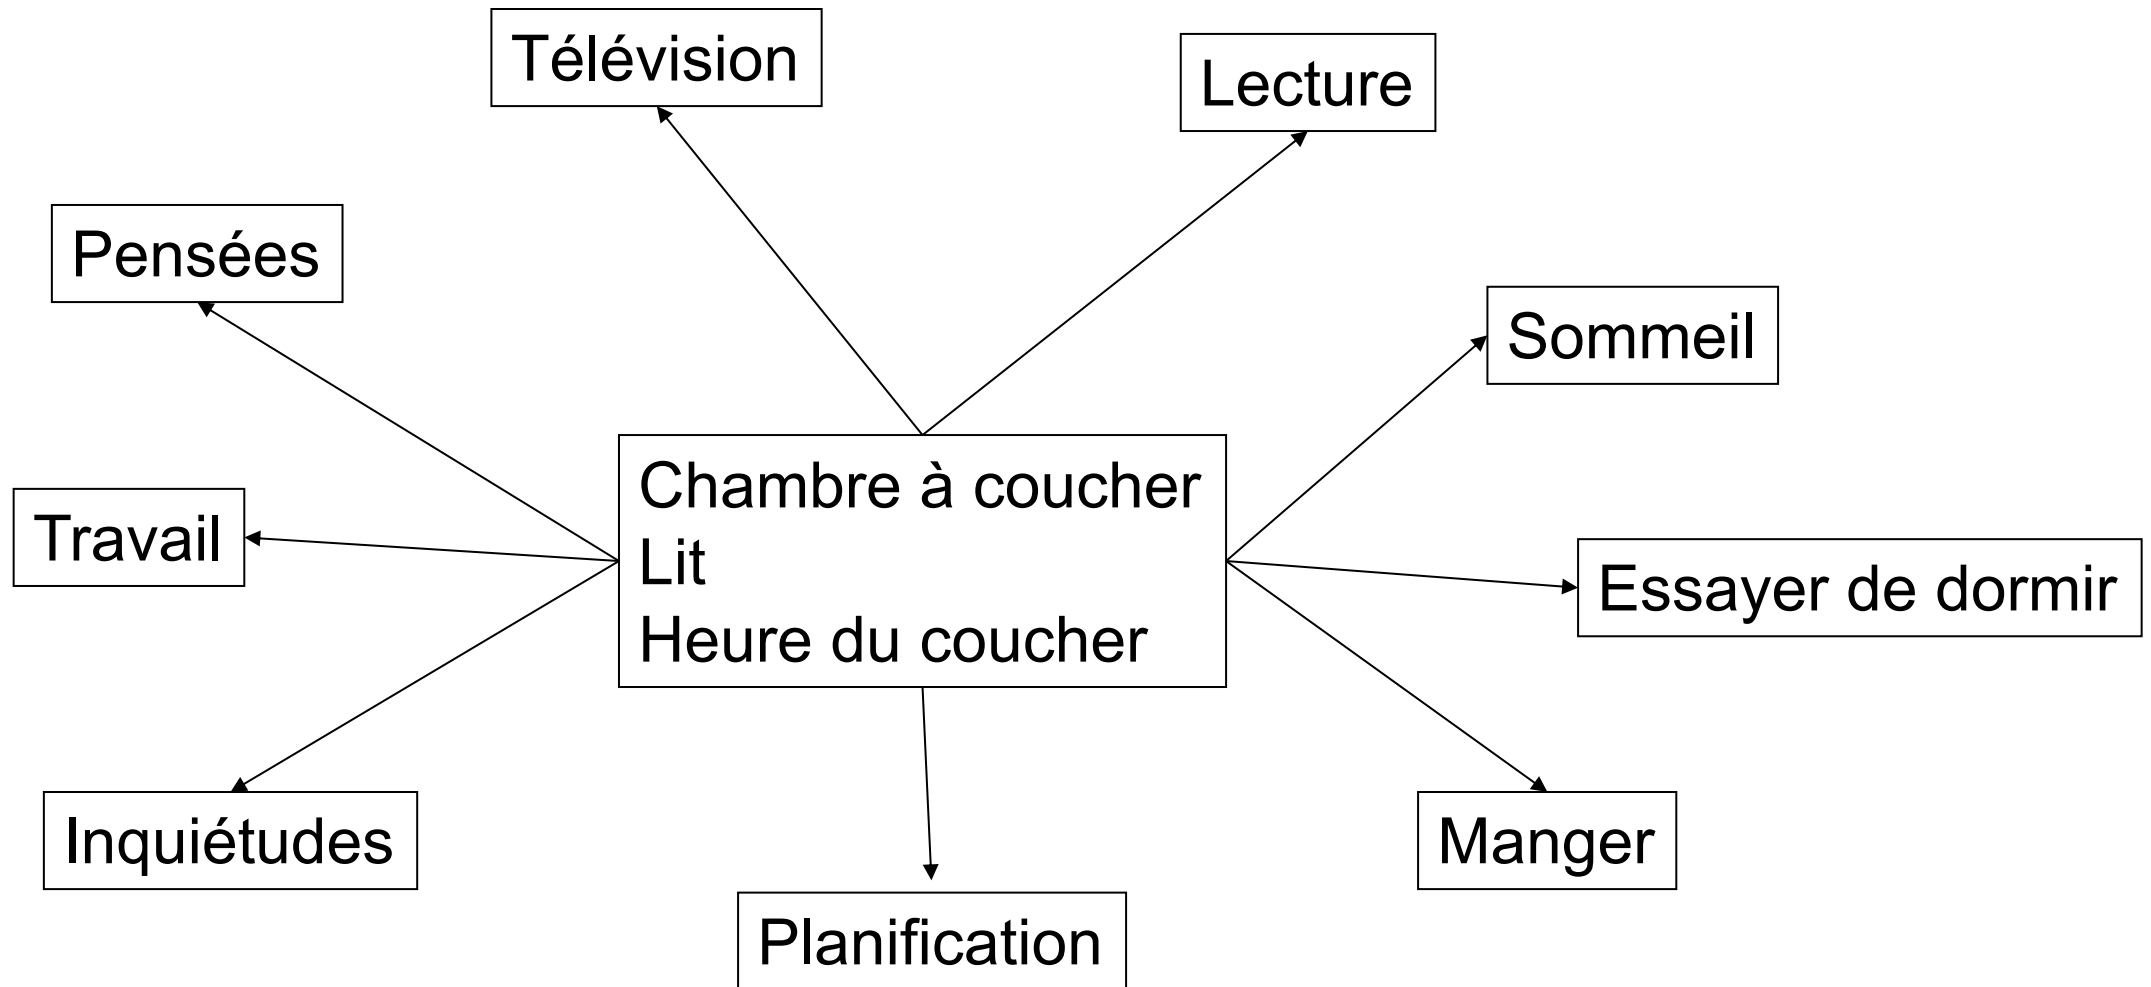 Télévision
Lecture
Pensées
Sommeil
Chambre à coucher
Lit
Heure du coucher
Travail
Essayer de dormir
Inquiétudes
Manger
Planification